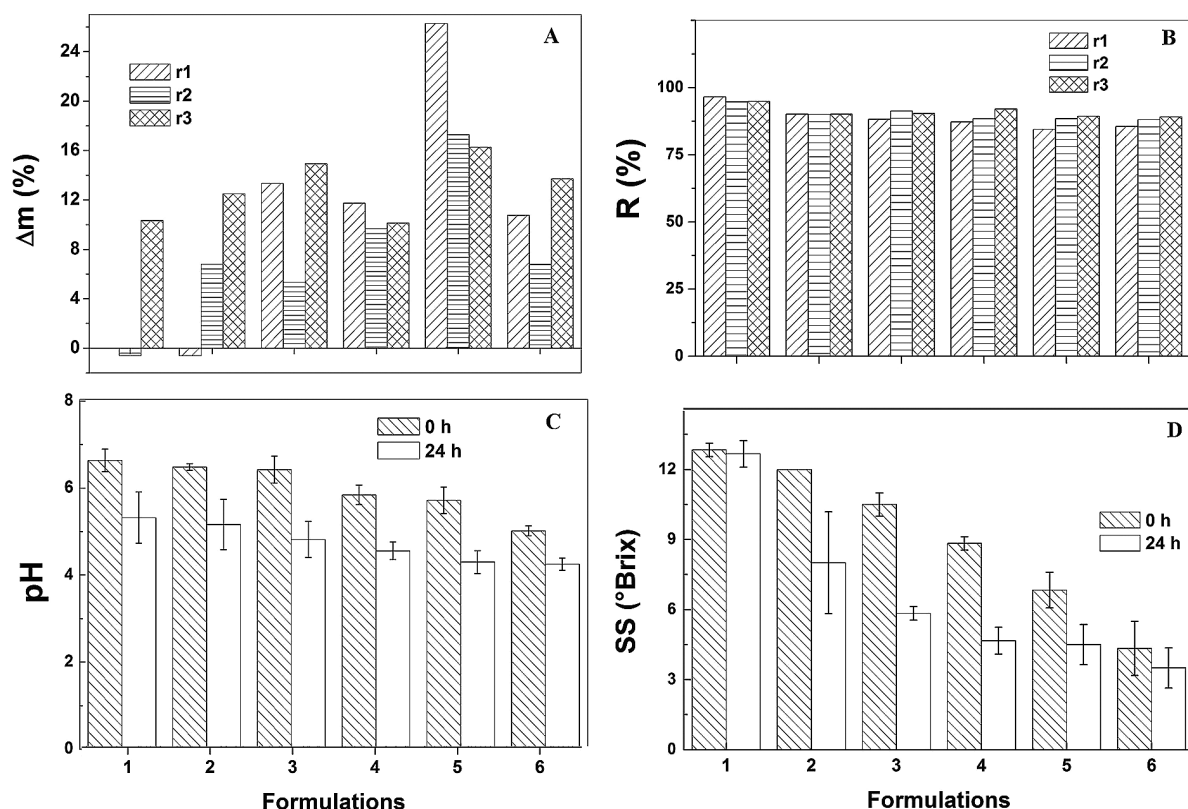 A
Δm (%)
24
20
16
12
8
4
0
r1
r2
r3
B
R (%)
100
75
50
25
0
r1
r2
r3
C
pH
8
6
4
2
0
0 h
24 h
1 2 3 4 5 6
Formulations
D
SS (°Brix)
12
9
6
3
0
0 h
24 h
1 2 3 4 5 6
Formulations